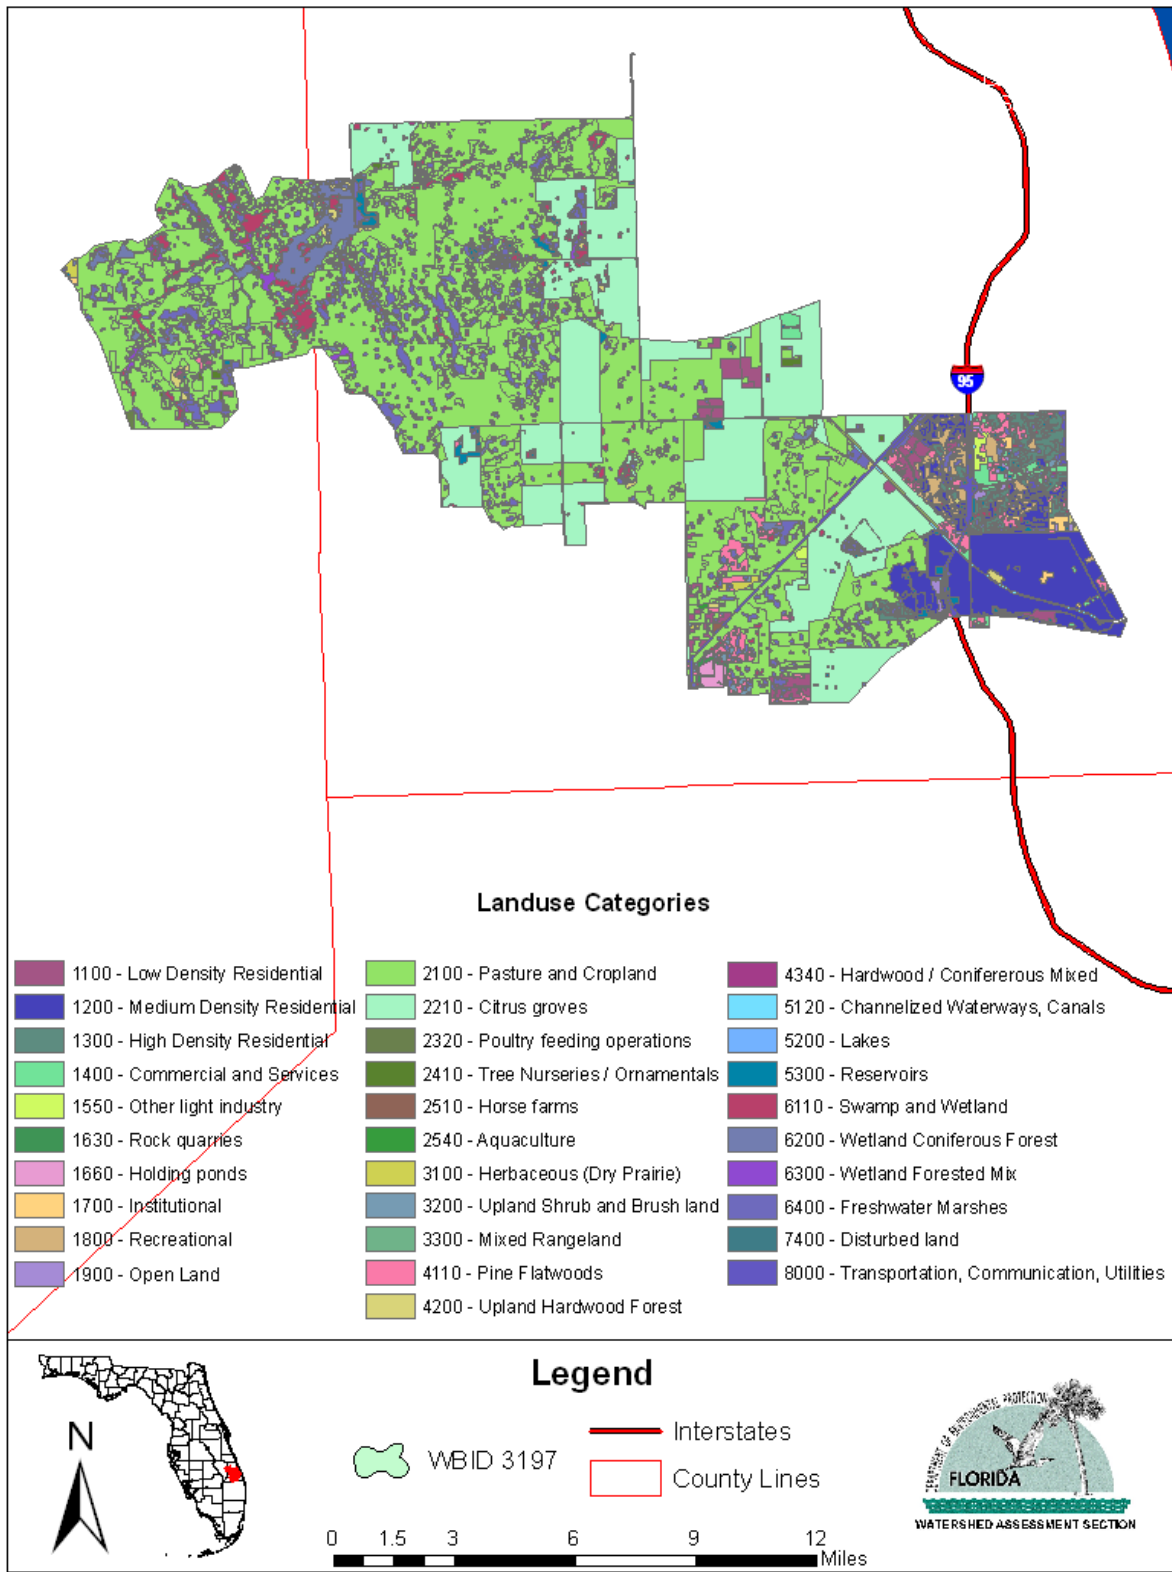 95
Landuse Categories
1100 - Low Density Residential
1200 - Medium Density Residential
1300 - High Density Residential
1400 - Commercial and Services
1550 - Other light industry
1630 - Rock quarries
1660 - Holding ponds
1700 - Institutional
1800 - Recreational
1900 - Open Land
2100 - Pasture and Cropland
2210 - Citrus groves
2320 - Poultry feeding operations
2410 - Tree Nurseries / Ornamentals
2510 - Horse farms
2540 - Aquaculture
3100 - Herbaceous (Dry Prairie)
3200 - Upland Shrub and Brush land
3300 - Mixed Rangeland
4110 - Pine Flatwoods
4200 - Upland Hardwood Forest
4340 - Hardwood / Conifererous Mixed
5120 - Channelized Waterways, Canals
5200 - Lakes
5300 - Reservoirs
6110 - Swamp and Wetland
6200 - Wetland Coniferous Forest
6300 - Wetland Forested Mix
6400 - Freshwater Marshes
7400 - Disturbed land
8000 - Transportation, Communication, Utilities
N
Legend
WBID 3197
Interstates
County Lines
0 1.5 3 6 9 12
Miles
DEPARTMENT OF ENVIRONMENTAL PROTECTION
FLORIDA
WATERSHED ASSESSMENT SECTION